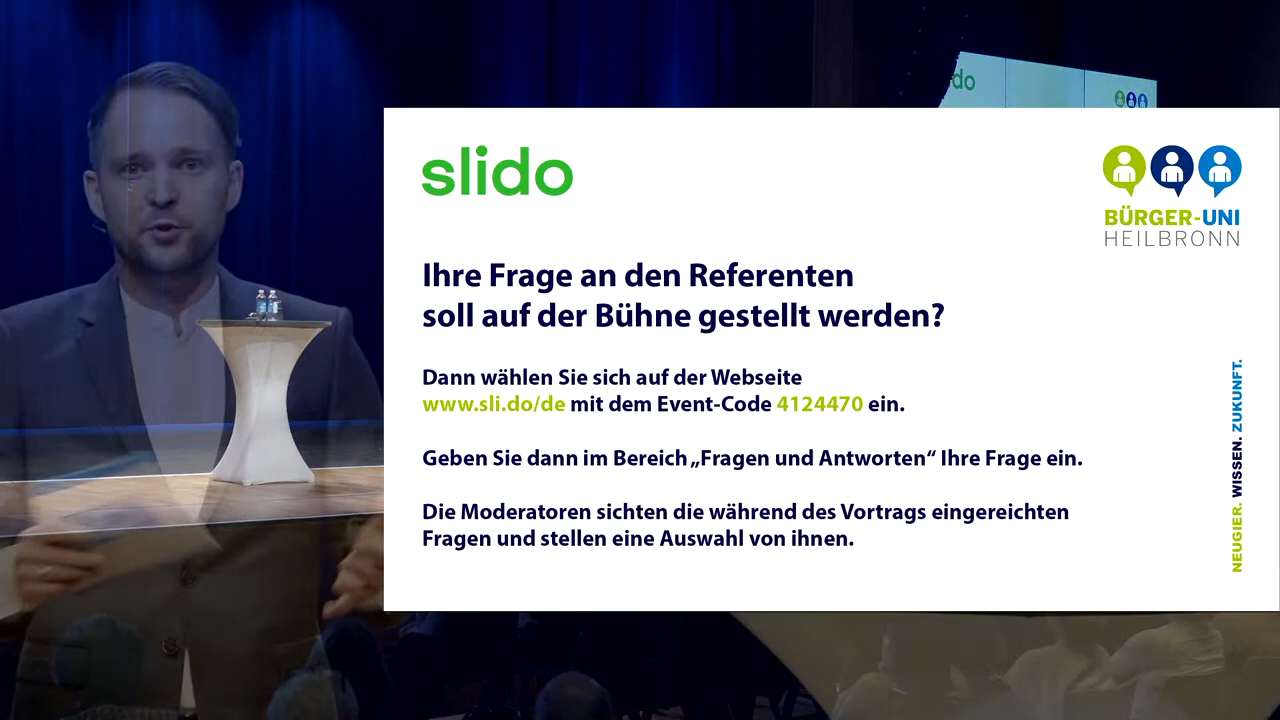 do
slido
BÜRGER-UNI
HEILBRONN
Ihre Frage an den Referenten
soll auf der Bühne gestellt werden?
Dann wählen Sie sich auf der Webseite
www.sli.do/de mit dem Event-Code 4124470 ein.
Geben Sie dann im Bereich „Fragen und Antworten“ Ihre Frage ein.
Die Moderatoren sichten die während des Vortrags eingereichten
Fragen und stellen eine Auswahl von ihnen.
NEUGIER. WISSEN. ZUKUNFT.